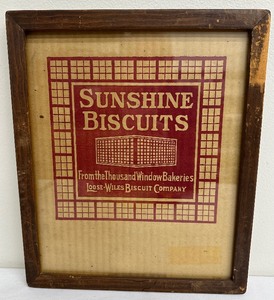 SUNSHINE
BISCUITS
From the Thousand Window Bakeries
LOOSE-WILES BISCUIT COMPANY